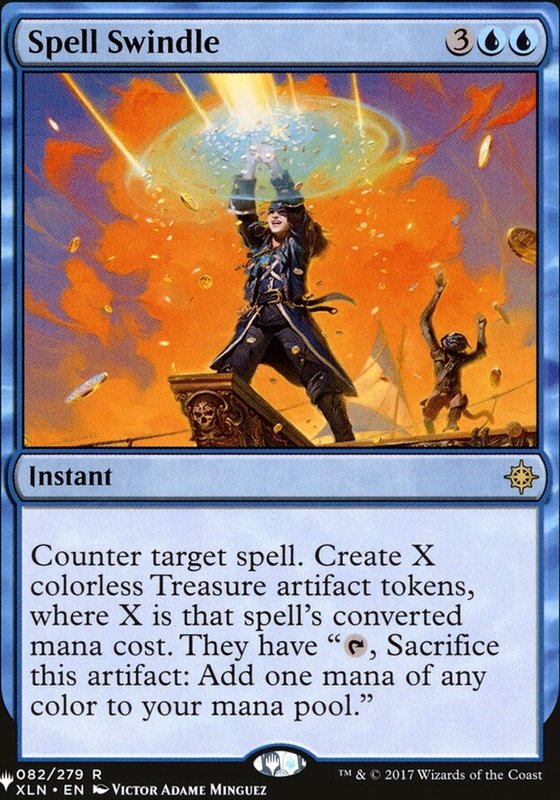 Spell Swindle 3
Instant
Counter target spell. Create X
colorless Treasure artifact tokens,
where X is that spell's converted
mana cost. They have “, Sacrifice
this artifact: Add one mana of any
color to your mana pool.”
082/279 R
XLN • EN Victor Adame Minguez
™ & © 2017 Wizards of the Coast